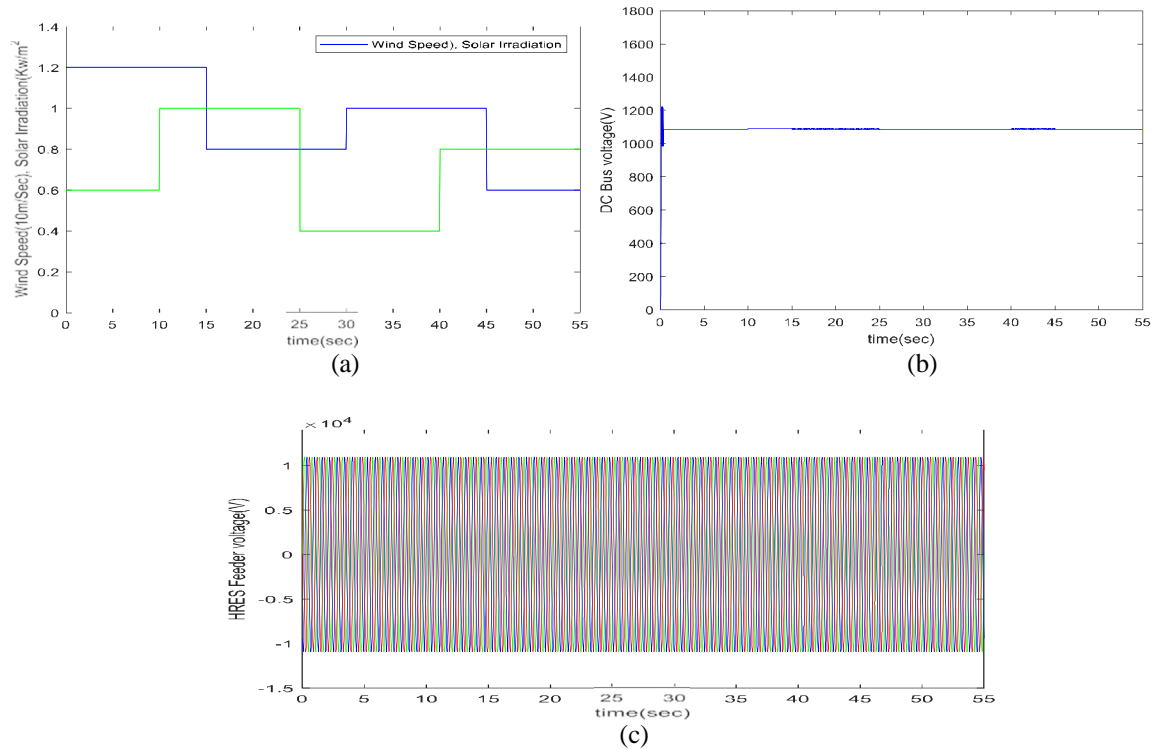 Wind Speed(10m/Sec), Solar Irradiation(Kw/m²
1.4
1.2
1
0.8
0.6
0.4
0.2
0
Wind Speed), Solar Irradiation
0 5 10 15 20 25 30 35 40 45 50 55
time(sec)
(a)
DC Bus voltage(V)
1800
1600
1400
1200
1000
800
600
400
200
0
0 5 10 15 20 25 30 35 40 45 50 55
time(sec)
(b)
× 10⁴
HRES Feeder voltage(V)
1
0.5
0
-0.5
-1
-1.5
0 5 10 15 20 25 30 35 40 45 50 55
time(sec)
(c)